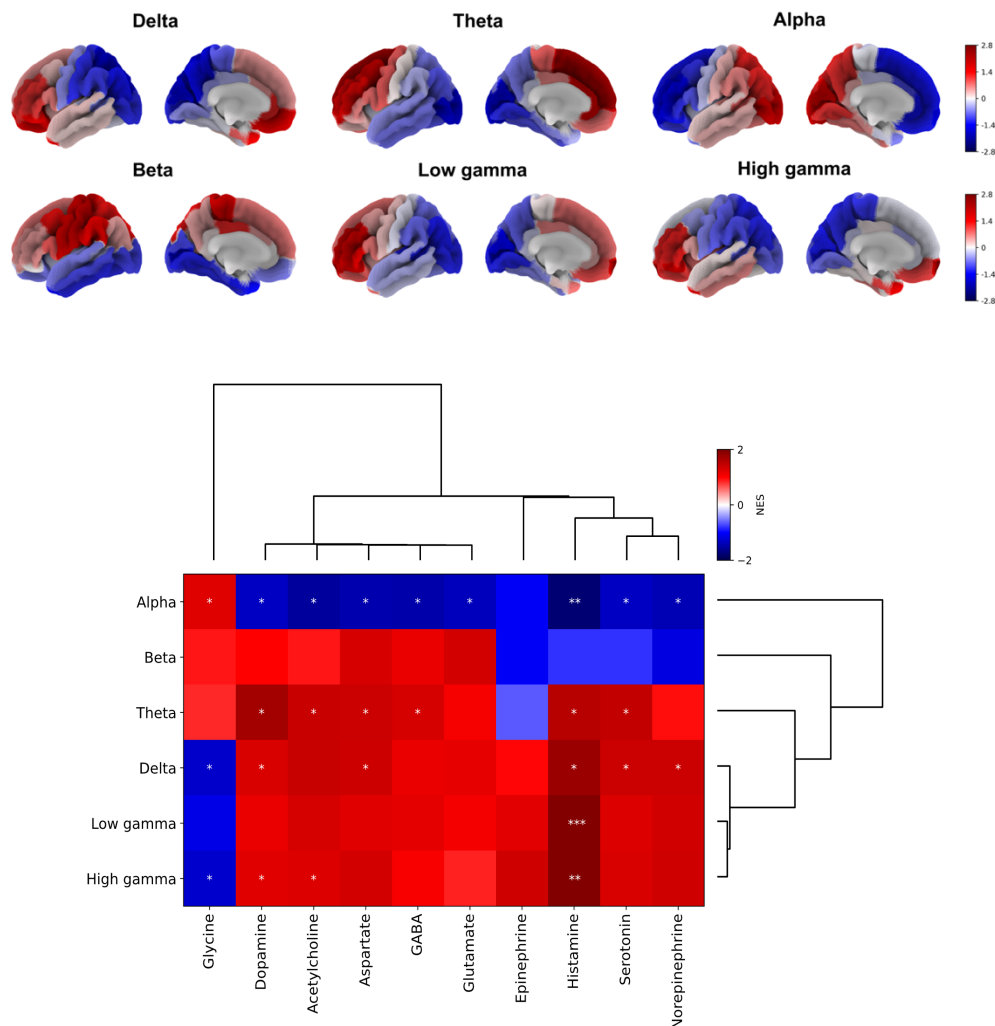 Delta Theta Alpha
2.8
1.4
0
-1.4
-2.8
Beta Low gamma High gamma
2.8
1.4
0
-1.4
-2.8
2
0
−2
NES
Alpha * * * * * * ** * *
Beta
Theta * * * * * *
Delta * * * * * *
Low gamma ***
High gamma * * * **
Glycine
Dopamine
Acetylcholine
Aspartate
GABA
Glutamate
Epinephrine
Histamine
Serotonin
Norepinephrine